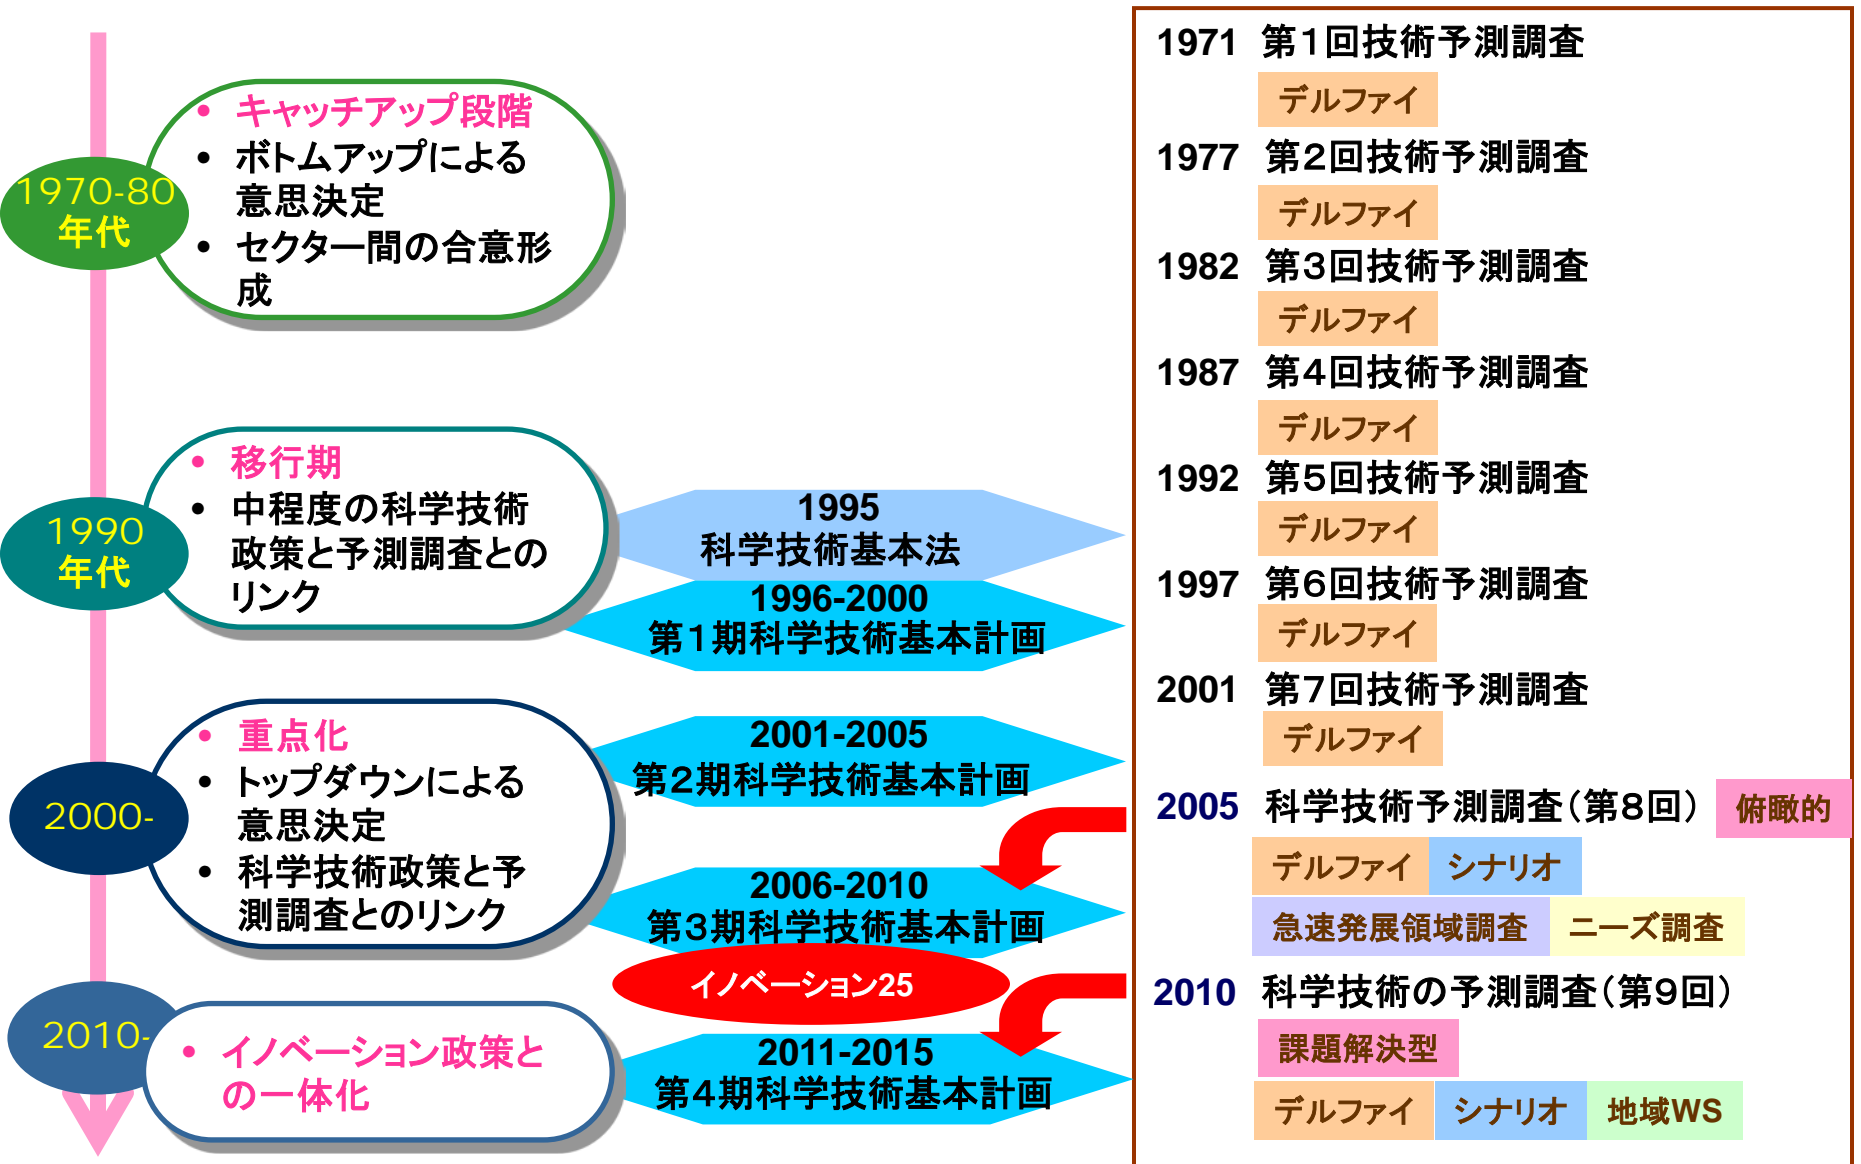 1970-80
年代
• キャッチアップ段階
• ボトムアップによる
意思決定
• セクター間の合意形
成
1990
年代
• 移行期
• 中程度の科学技術
政策と予測調査との
リンク
1995
科学技術基本法
1996-2000
第1期科学技術基本計画
2000-
• 重点化
• トップダウンによる
意思決定
• 科学技術政策と予
測調査とのリンク
2001-2005
第2期科学技術基本計画
2006-2010
第3期科学技術基本計画
イノベーション25
2010-
• イノベーション政策と
の一体化
2011-2015
第4期科学技術基本計画
1971 第1回技術予測調査
デルファイ
1977 第2回技術予測調査
デルファイ
1982 第3回技術予測調査
デルファイ
1987 第4回技術予測調査
デルファイ
1992 第5回技術予測調査
デルファイ
1997 第6回技術予測調査
デルファイ
2001 第7回技術予測調査
デルファイ
2005 科学技術予測調査(第8回) 俯瞰的
デルファイ シナリオ
急速発展領域調査 ニーズ調査
2010 科学技術の予測調査(第9回)
課題解決型
デルファイ シナリオ 地域WS